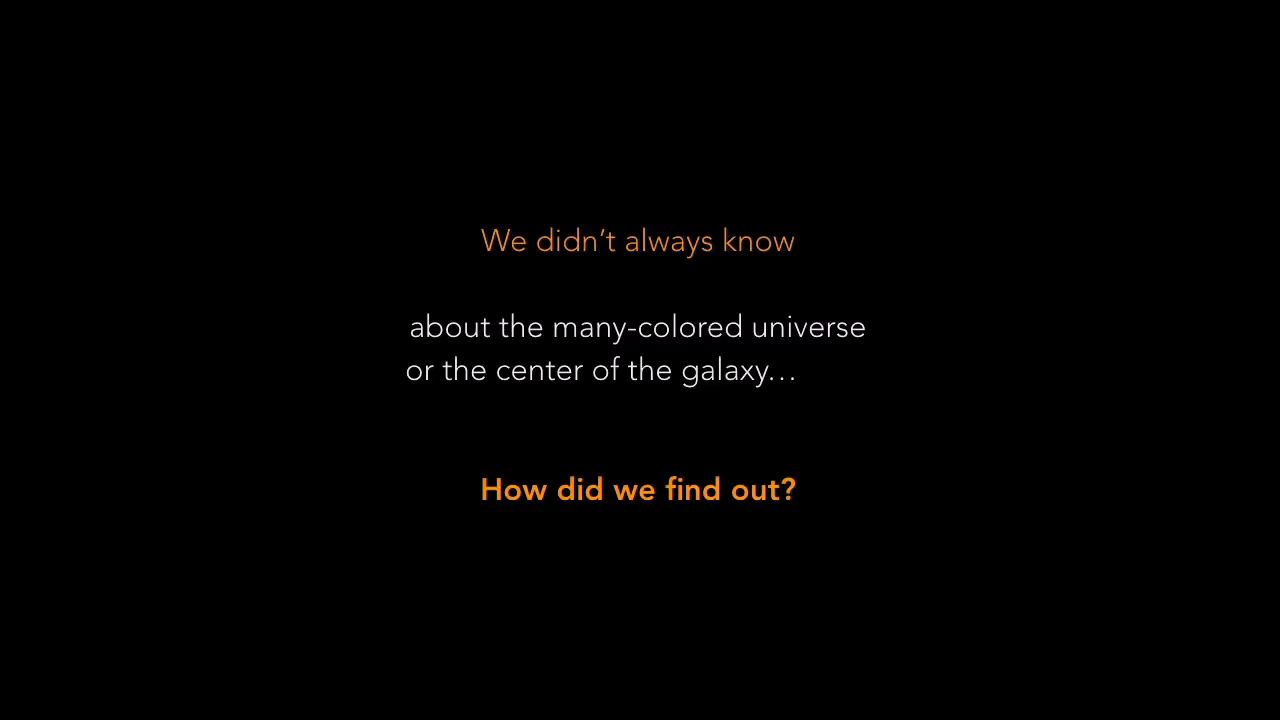 We didn’t always know
about the many-colored universe
or the center of the galaxy…
How did we find out?